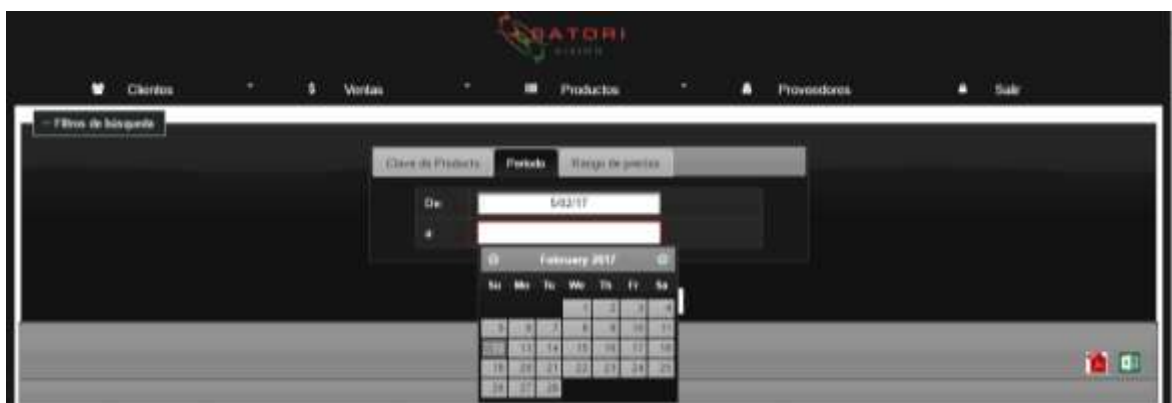 SATORI
Clientes Ventas Productos Proveedores Salir
Filtros de búsqueda
Clave de Producto Periodo Rango de precios
De: 5/02/17
a
February 2017
Su Mo Tu We Th Fr Sa
1 2 3 4
5 6 7 8 9 10 11
13 14 15 16 17 18
19 20 21 22 23 24 25
26 27 28